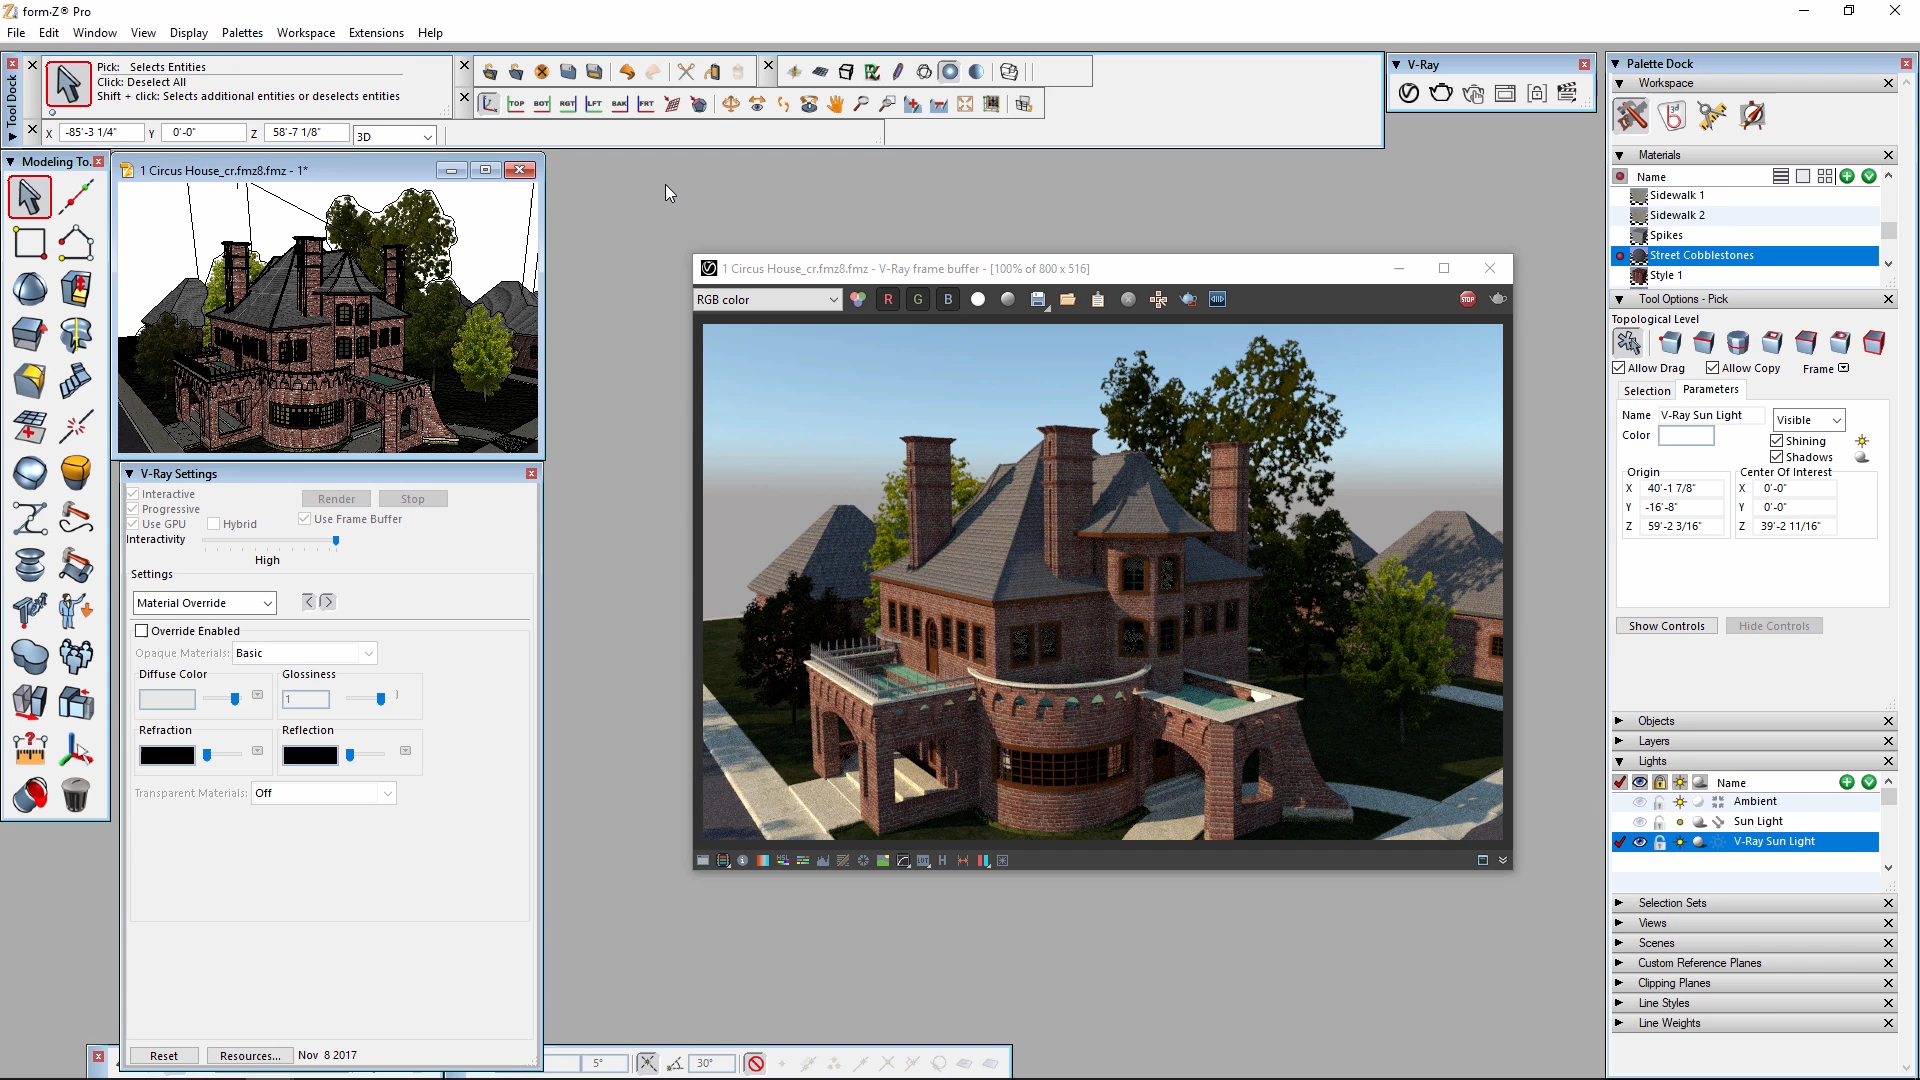 form·Z® Pro
File Edit Window View Display Palettes Workspace Extensions Help
Tool Dock
Pick: Selects Entities
Click: Deselect All
Shift + click: Selects additional entities or deselects entities
X -85'-3 1/4" Y 0'-0" Z 58'-7 1/8" 3D
TOP BOT RGT LFT BAK FRT
V-Ray
Modeling To.
1 Circus House_cr.fmz8.fmz - 1*
V-Ray Settings
Interactive
Progressive
Use GPU Hybrid
Render Stop
Use Frame Buffer
Interactivity
High
Settings
Material Override
Override Enabled
Opaque Materials: Basic
Diffuse Color Glossiness
1
Refraction Reflection
Transparent Materials: Off
Reset Resources... Nov 8 2017
5° 30°
1 Circus House_cr.fmz8.fmz - V-Ray frame buffer - [100% of 800 x 516]
RGB color R G B
STOP
HSL
H
Palette Dock
Workspace
Materials
Name
Sidewalk 1
Sidewalk 2
Spikes
Street Cobblestones
Style 1
Tool Options - Pick
Topological Level
Allow Drag Allow Copy Frame
Selection Parameters
Name V-Ray Sun Light Visible
Color
Shining
Shadows
Origin Center Of Interest
X 40'-1 7/8" X 0'-0"
Y -16'-8" Y 0'-0"
Z 59'-2 3/16" Z 39'-2 11/16"
Show Controls Hide Controls
Objects
Layers
Lights
Name
Ambient
Sun Light
V-Ray Sun Light
Selection Sets
Views
Scenes
Custom Reference Planes
Clipping Planes
Line Styles
Line Weights